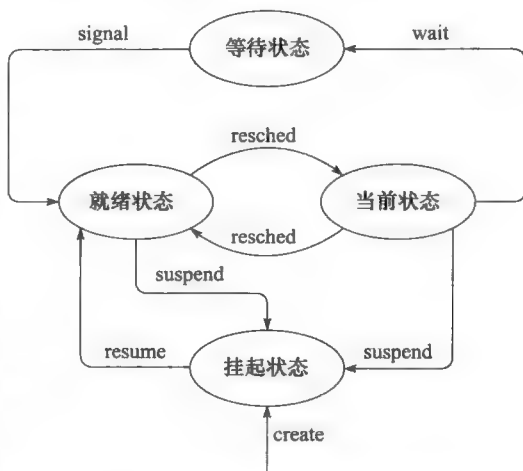 signal
等待状态
wait
resched
就绪状态
当前状态
resched
suspend
resume
挂起状态
suspend
create